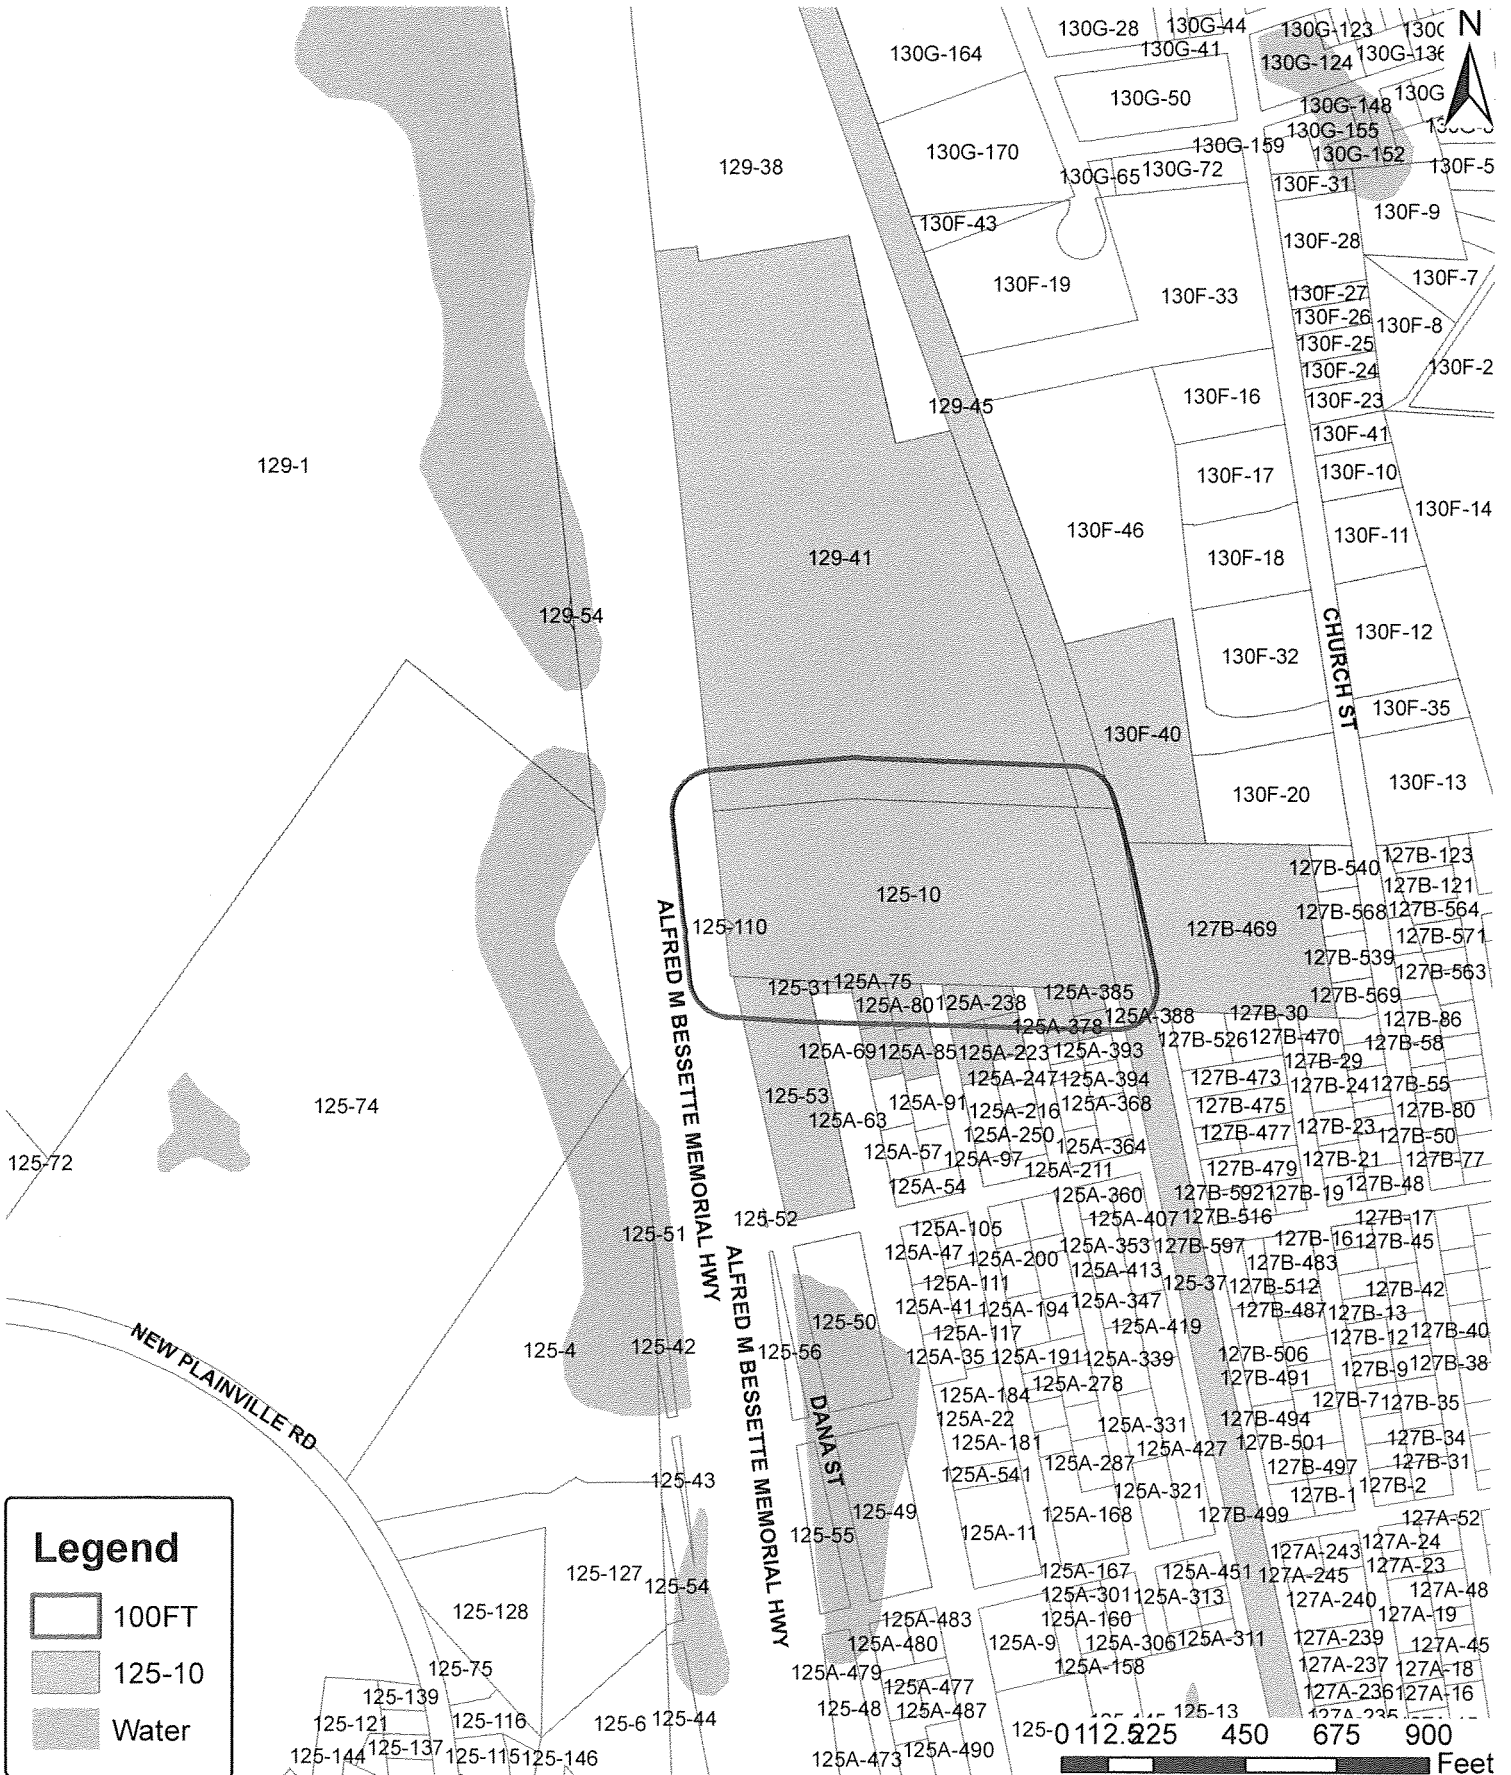 N
130G-28
130G-44
130G-123
130G-164
130G-41
130G-124
130G-50
130G-148
130G-170
130G-159
130G-155
130G-152
129-38
130G-65
130G-72
130F-31
130F-9
130F-43
130F-28
130F-19
130F-33
130F-7
130F-27
130F-26
130F-8
130F-25
130F-24
129-45
130F-16
130F-23
130F-41
129-1
130F-17
130F-10
130F-14
130F-46
130F-11
129-41
130F-18
129-54
130F-12
CHURCH ST
130F-32
130F-35
130F-40
130F-20
130F-13
127B-540
127B-123
127B-121
125-10
127B-568
127B-564
125-110
127B-469
127B-571
127B-539
127B-563
125-31
125A-75
125A-385
127B-569
125A-80
125A-238
125A-388
127B-30
127B-86
125A-378
127B-526
127B-470
127B-58
125A-69
125A-85
125A-223
125A-393
127B-29
125A-247
125A-394
127B-473
127B-24
127B-55
125-53
125A-91
125A-216
125A-368
127B-475
127B-80
125-74
125A-63
125A-250
127B-477
127B-23
127B-50
125A-57
125A-97
125A-364
127B-21
127B-77
125-72
125A-211
127B-479
125A-54
125A-360
127B-592
127B-19
127B-48
125-52
125A-407
127B-516
127B-17
125-51
125A-105
125A-353
127B-597
127B-16
127B-45
125A-47
125A-200
125A-413
127B-483
125A-111
125-37
127B-512
127B-42
125A-41
125A-194
125A-347
127B-487
127B-13
125-50
125A-117
125A-419
127B-12
127B-40
125-4
125-42
125-56
125A-35
125A-191
125A-339
127B-506
127B-9
127B-38
125A-184
125A-278
127B-491
127B-7
127B-35
125A-22
125A-331
127B-494
125A-181
125A-427
127B-501
127B-34
125A-541
125A-287
127B-497
127B-31
125-43
125A-321
127B-1
127B-2
125-49
125A-168
127B-499
127A-52
125-55
125A-11
127A-243
127A-24
125A-167
125A-451
127A-245
127A-23
125-127
125-54
125A-301
125A-313
127A-240
127A-48
125-128
125A-483
125A-160
127A-19
125A-480
125A-9
125A-306
125A-311
127A-239
127A-45
125-75
125A-479
125A-158
127A-237
127A-18
125-139
125A-477
127A-236
127A-16
125-121
125-116
125-6
125-44
125-48
125A-487
125-13
125-144
125-137
125-115
125-146
125A-473
125A-490
ALFRED M BESSETTE MEMORIAL HWY
ALFRED M BESSETTE MEMORIAL HWY
DANA ST
NEW PLAINVILLE RD
Legend
100FT
125-10
Water
0 112.5 225 450 675 900
Feet